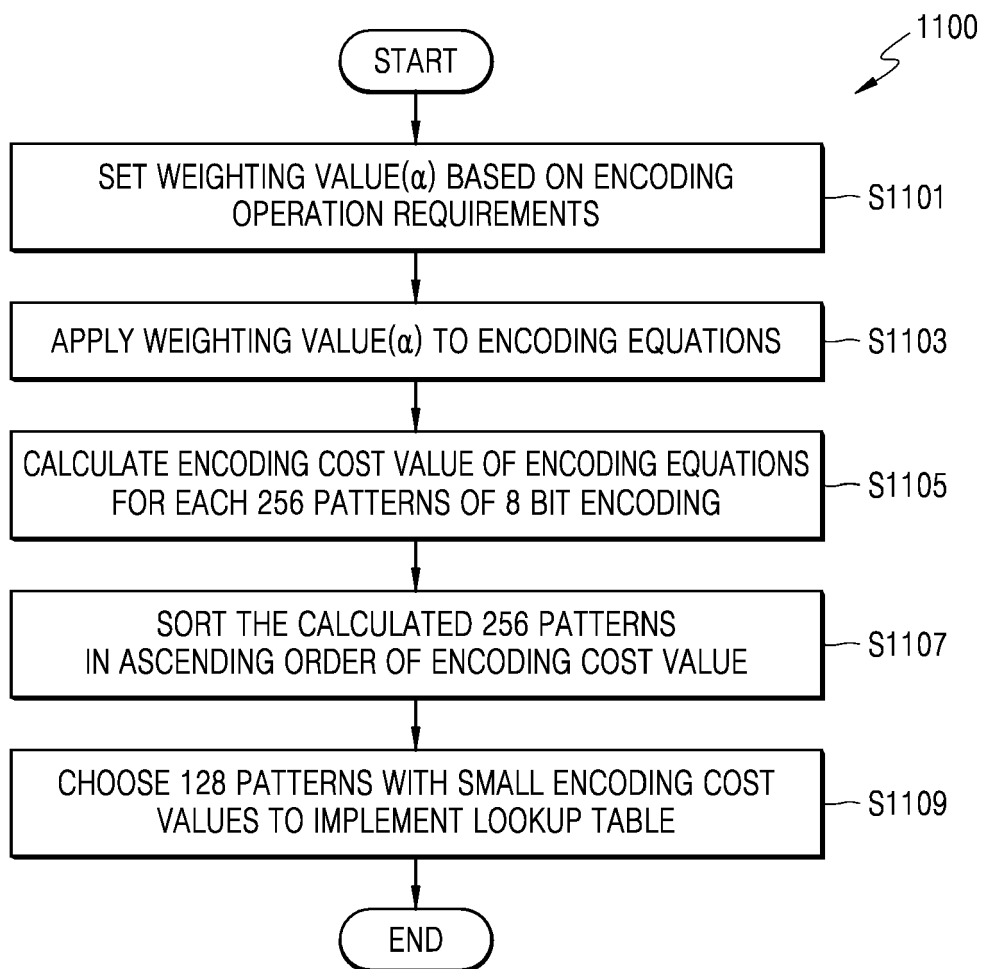 1100
START
SET WEIGHTING VALUE(α) BASED ON ENCODING
OPERATION REQUIREMENTS
S1101
APPLY WEIGHTING VALUE(α) TO ENCODING EQUATIONS
S1103
CALCULATE ENCODING COST VALUE OF ENCODING EQUATIONS
FOR EACH 256 PATTERNS OF 8 BIT ENCODING
S1105
SORT THE CALCULATED 256 PATTERNS
IN ASCENDING ORDER OF ENCODING COST VALUE
S1107
CHOOSE 128 PATTERNS WITH SMALL ENCODING COST
VALUES TO IMPLEMENT LOOKUP TABLE
S1109
END